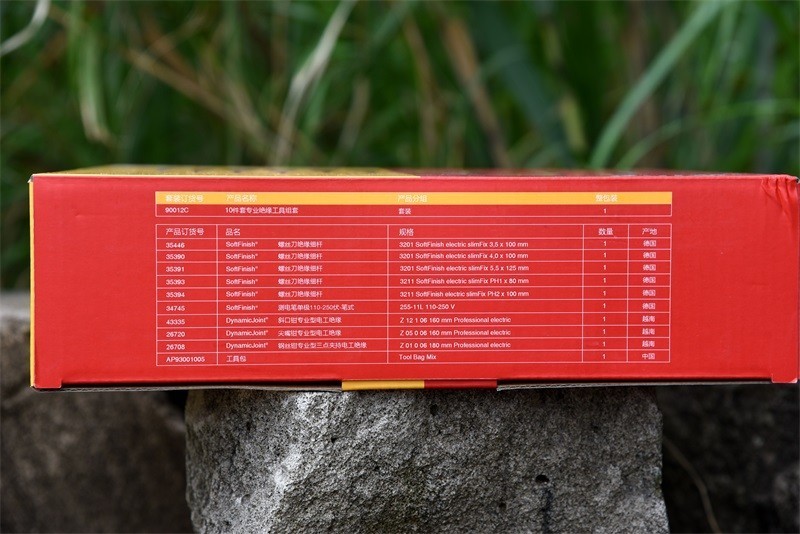 套装订货号 产品名称 产品分组 整包装
90012C 10件套专业绝缘工具组套 套装 1
产品订货号 品名 规格 数量 产地
35446 SoftFinish® 螺丝刀绝缘插杆 3201 SoftFinish electric slimFix 3,5 x 100 mm 1 德国
35390 SoftFinish® 螺丝刀绝缘插杆 3201 SoftFinish electric slimFix 4,0 x 100 mm 1 德国
35391 SoftFinish® 螺丝刀绝缘插杆 3201 SoftFinish electric slimFix 5,5 x 125 mm 1 德国
35393 SoftFinish® 螺丝刀绝缘插杆 3211 SoftFinish electric slimFix PH1 x 80 mm 1 德国
35394 SoftFinish® 螺丝刀绝缘插杆 3211 SoftFinish electric slimFix PH2 x 100 mm 1 德国
34745 SoftFinish® 测电笔单极110-250伏-笔式 255-11L 110-250 V 1 德国
43335 DynamicJoint® 斜口钳专业型电工绝缘 Z 12 1 06 160 mm Professional electric 1 越南
26720 DynamicJoint® 尖嘴钳专业型电工绝缘 Z 05 0 06 160 mm Professional electric 1 越南
26708 DynamicJoint® 钢丝钳专业型三点夹持电工绝缘 Z 01 0 06 180 mm Professional electric 1 越南
AP93001005 工具包 Tool Bag Mix 1 中国